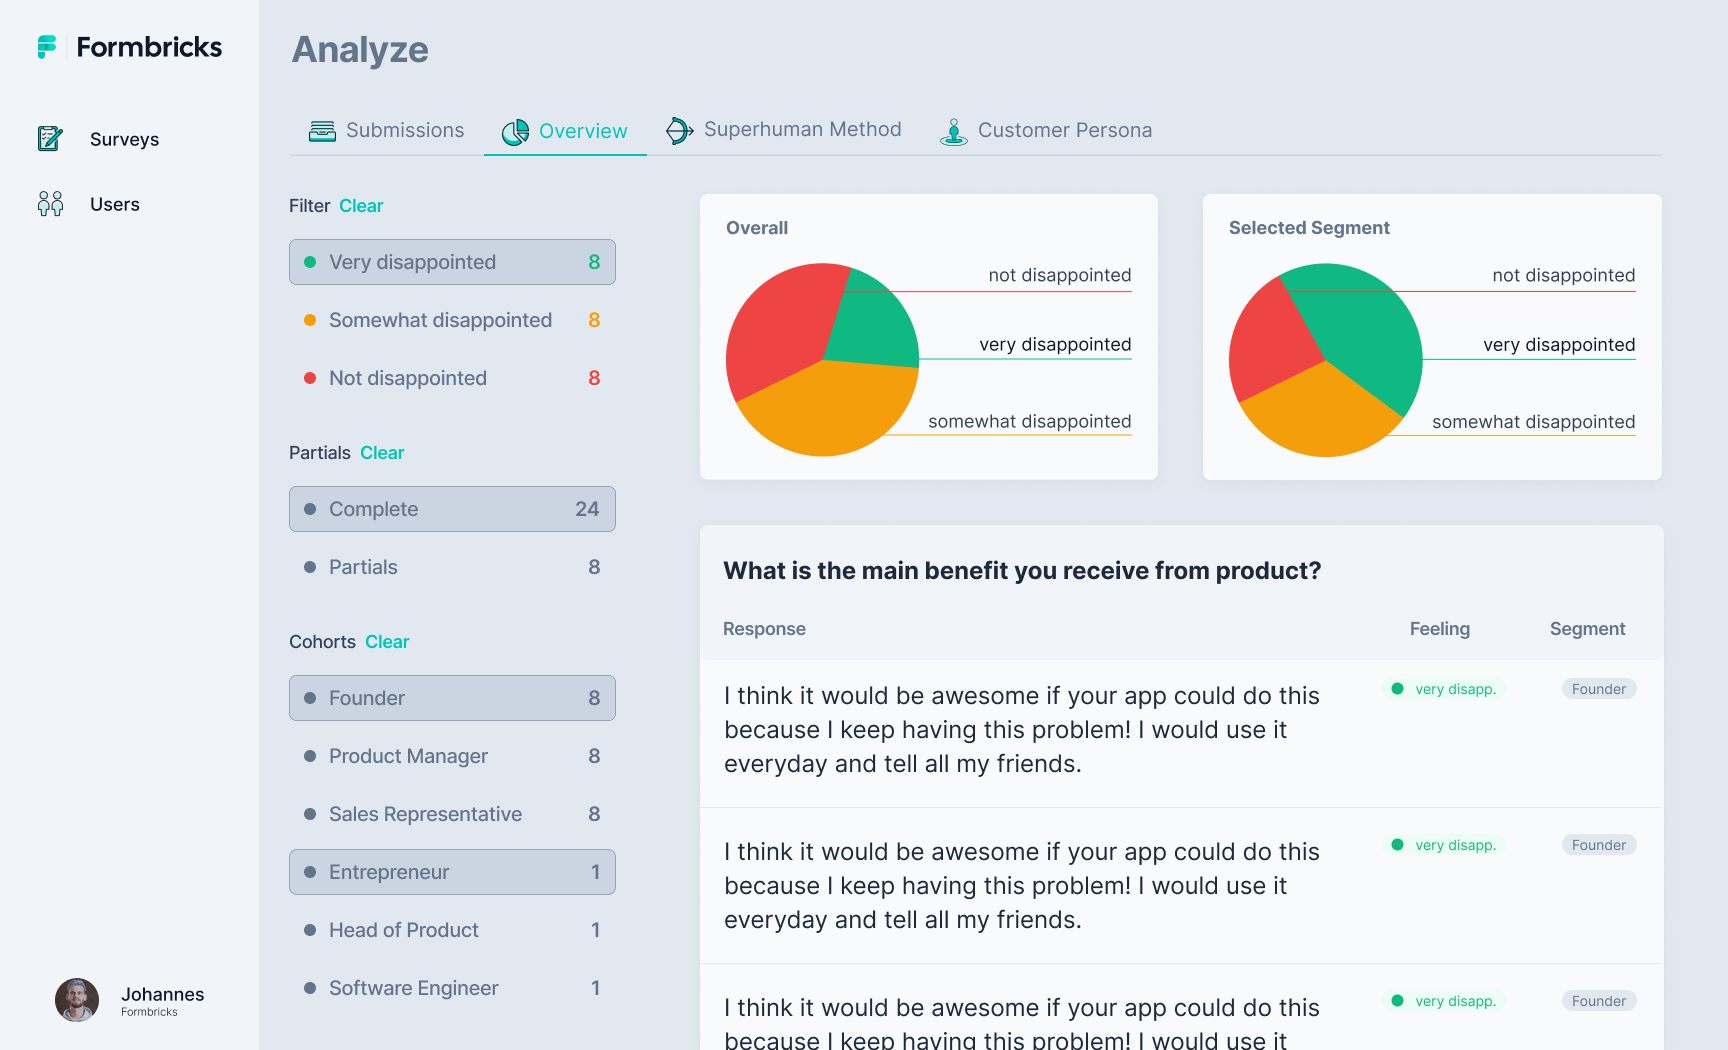 Formbricks
Surveys
Users
Johannes
Formbricks
Analyze
Submissions
Overview
Superhuman Method
Customer Persona
Filter Clear
Very disappointed 8
Somewhat disappointed 8
Not disappointed 8
Partials Clear
Complete 24
Partials 8
Cohorts Clear
Founder 8
Product Manager 8
Sales Representative 8
Entrepreneur 1
Head of Product 1
Software Engineer 1
Overall
not disappointed
very disappointed
somewhat disappointed
Selected Segment
not disappointed
very disappointed
somewhat disappointed
What is the main benefit you receive from product?
Response Feeling Segment
I think it would be awesome if your app could do this very disapp. Founder
because I keep having this problem! I would use it
everyday and tell all my friends.
I think it would be awesome if your app could do this very disapp. Founder
because I keep having this problem! I would use it
everyday and tell all my friends.
I think it would be awesome if your app could do this very disapp. Founder
because I keep having this problem! I would use it